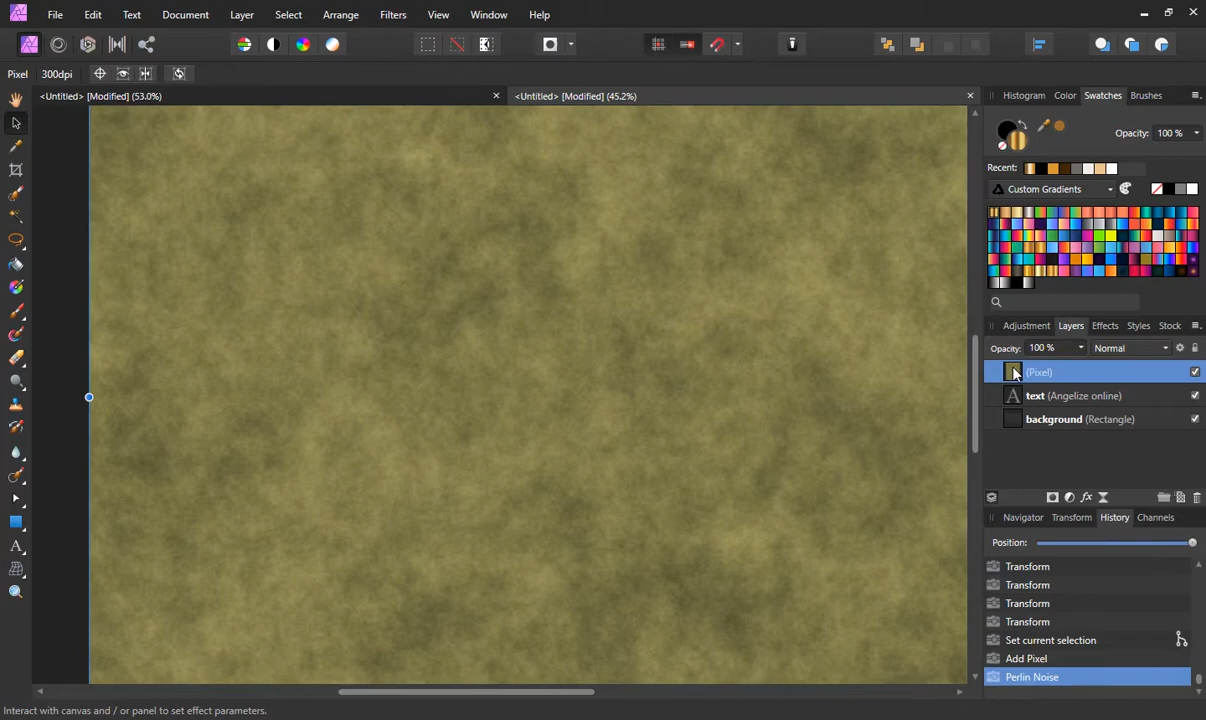 File Edit Text Document Layer Select Arrange Filters View Window Help
Pixel 300dpi
<Untitled> [Modified] (53.0%)
<Untitled> [Modified] (45.2%)
Histogram Color Swatches Brushes
Opacity: 100 %
Recent:
Custom Gradients
Adjustment Layers Effects Styles Stock
Opacity: 100 % Normal
(Pixel)
A text (Angelize online)
background (Rectangle)
Navigator Transform History Channels
Position:
Transform
Transform
Transform
Transform
Set current selection
Add Pixel
Perlin Noise
Interact with canvas and / or panel to set effect parameters.